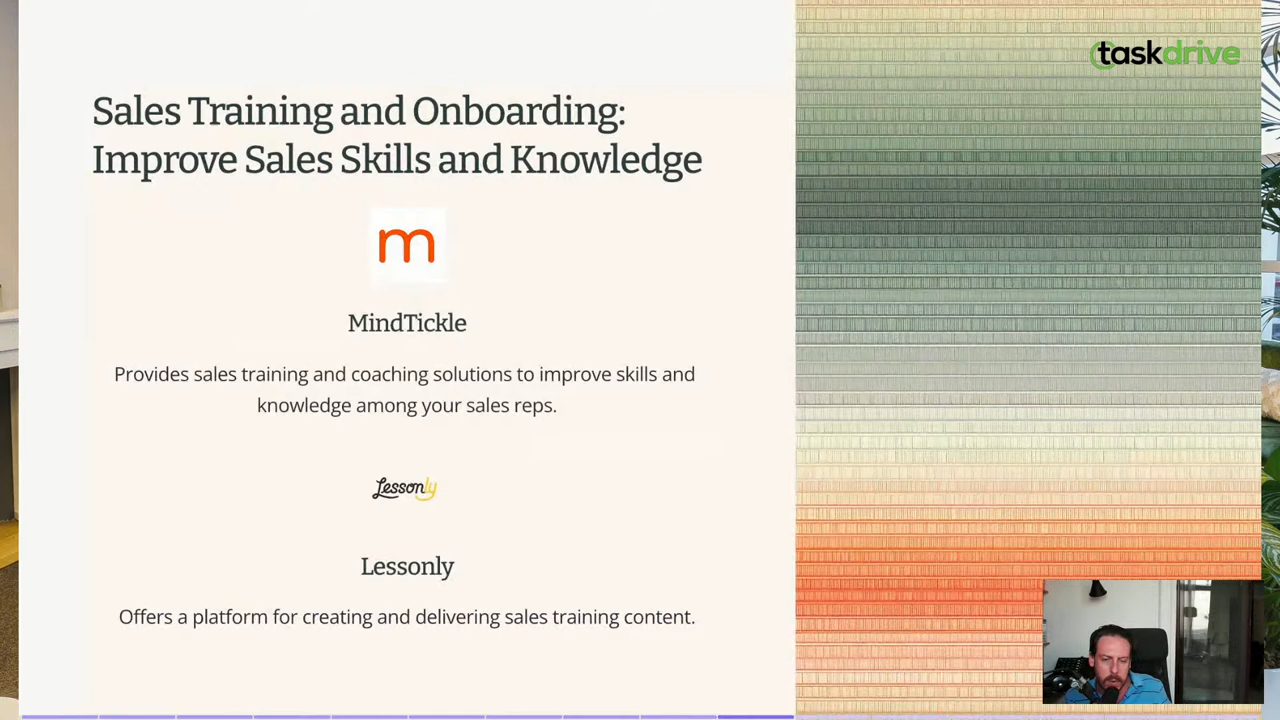 taskdrive
Sales Training and Onboarding:
Improve Sales Skills and Knowledge
m
MindTickle
Provides sales training and coaching solutions to improve skills and
knowledge among your sales reps.
Lessonly
Lessonly
Offers a platform for creating and delivering sales training content.